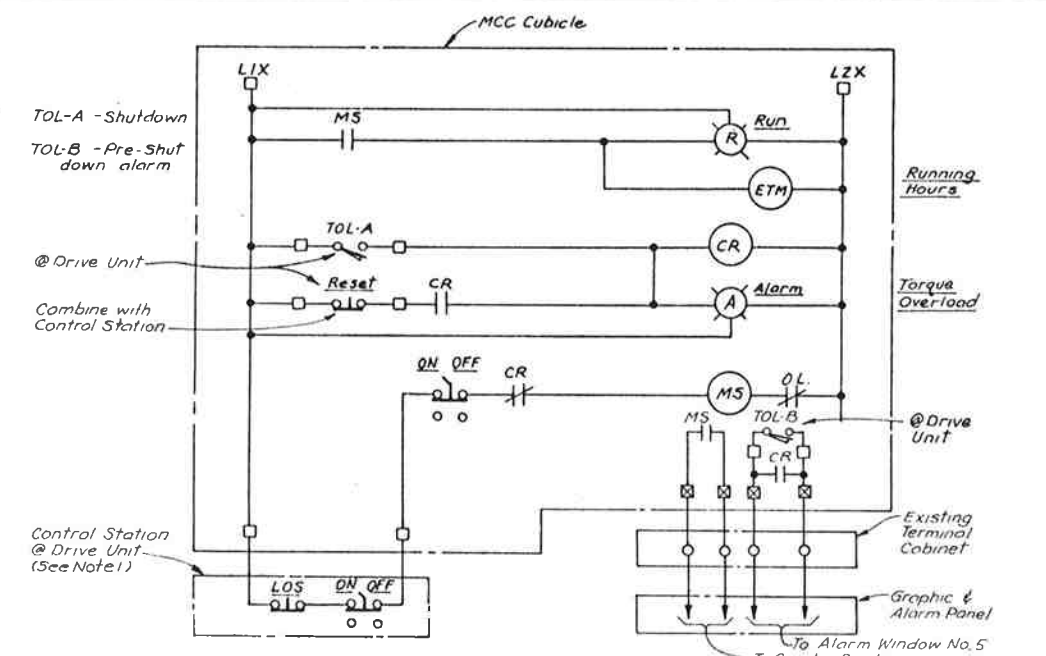 MCC Cubicle
L1X
L2X
TOL-A - Shutdown
TOL-B - Pre-Shut
down alarm
MS
Run
R
ETM
Running
Hours
TOL-A
CR
@ Drive Unit
Reset
CR
Alarm
A
Torque
Overload
Combine with
Control Station
ON OFF
CR
MS
O.L.
MS
TOL-B
@ Drive
Unit
CR
Control Station
@ Drive Unit
(See Note 1)
Existing
Terminal
Cabinet
LOS
ON OFF
Graphic &
Alarm Panel
To Alarm Window No. 5